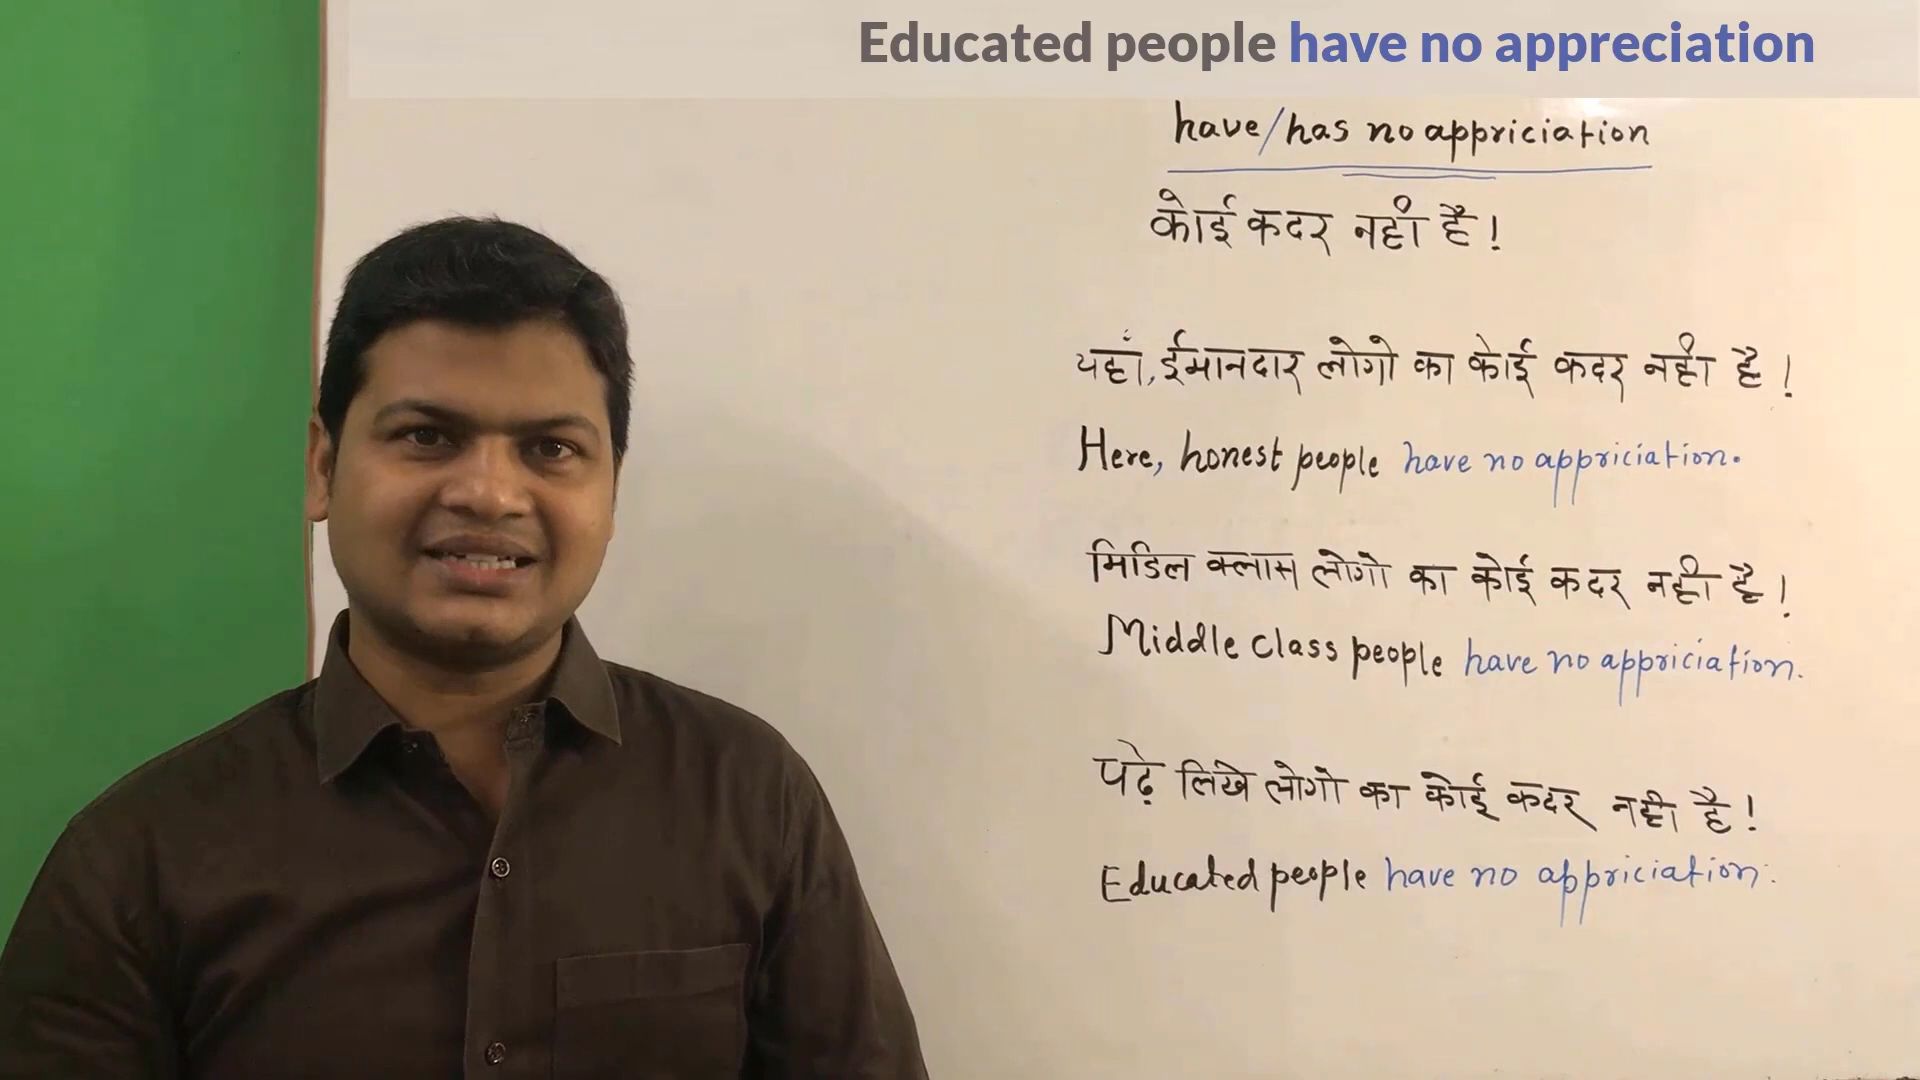 Educated people have no appreciation
have/has no appriciation
कोई कदर नहीं है!
यहाँ, ईमानदार लोगो का कोई कदर नहीं है!
Here, honest people have no appriciation.
मिडिल क्लास लोगो का कोई कदर नहीं है!
Middle class people have no appriciation.
पढ़े लिखे लोगो का कोई कदर नही है!
Educated people have no appriciation.